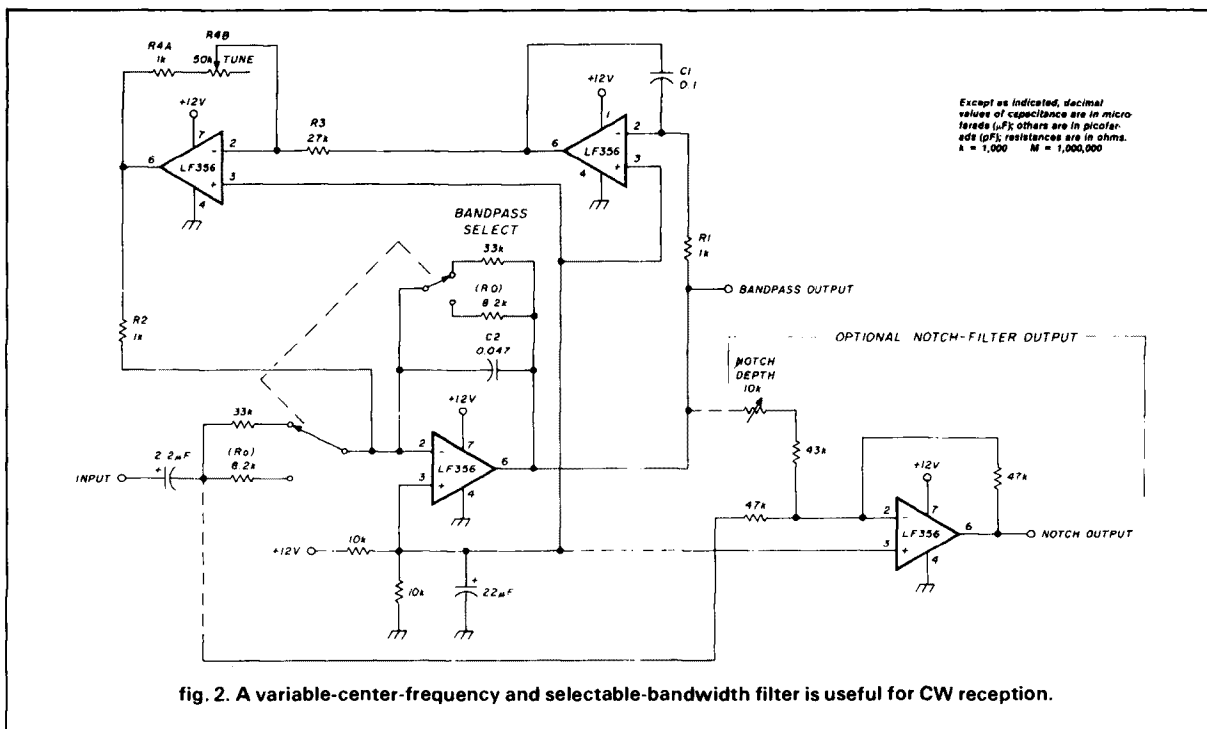 R4A
1k
R4B
50k TUNE
+12V
7
2
6
LF356
3
4
R3
27k
C1
0.1
+12V
1
2
6
LF356
3
4
Except as indicated, decimal
values of capacitance are in micro-
farads (μF); others are in picofar-
ads (pF); resistances are in ohms.
k = 1,000 M = 1,000,000
BANDPASS
SELECT
33k
(RO)
8.2k
C2
0.047
R1
1k
BANDPASS OUTPUT
R2
1k
OPTIONAL NOTCH-FILTER OUTPUT
NOTCH
DEPTH
10k
33k
(Ro)
8.2k
2.2μF
+
INPUT
+12V
7
2
LF356
6
3
4
43k
47k
+12V
47k
7
2
LF356
6
3
4
NOTCH OUTPUT
+12V
10k
10k
+
22μF
fig. 2. A variable-center-frequency and selectable-bandwidth filter is useful for CW reception.